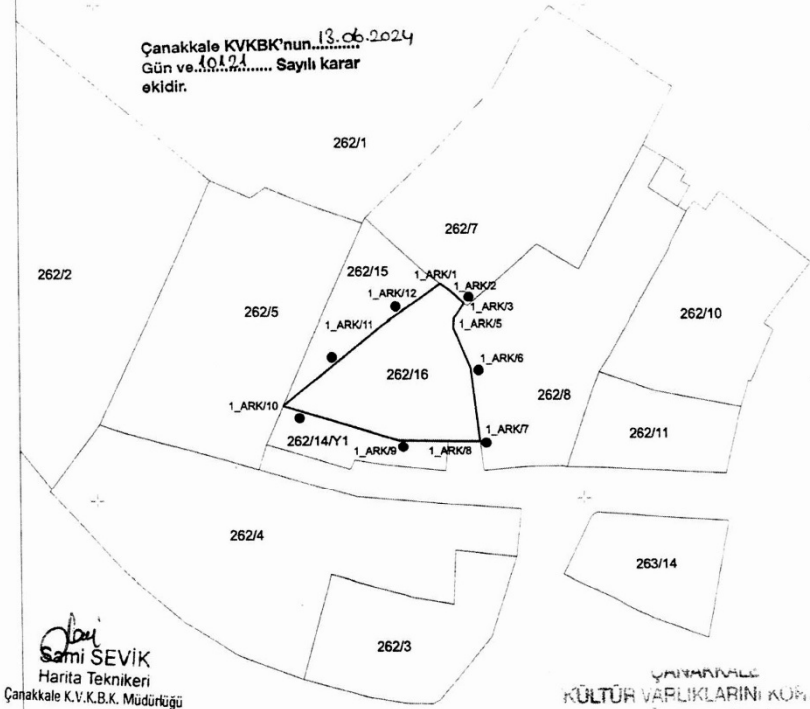 Çanakkale KVKBK'nun 13.06.2024
Gün ve 10121 Sayılı karar
ekidir.
262/1
262/7
262/2
262/15
1_ARK/1
1_ARK/2
1_ARK/12
1_ARK/3
262/5
1_ARK/11
1_ARK/5
262/10
262/16
1_ARK/6
262/8
1_ARK/10
262/14/Y1
1_ARK/7
262/11
1_ARK/9
1_ARK/8
262/4
263/14
262/3
Sami ŞEVİK
Harita Teknikeri
Çanakkale K.V.K.B.K. Müdürlüğü
ÇANAKKALE
KÜLTÜR VARLIKLARINI